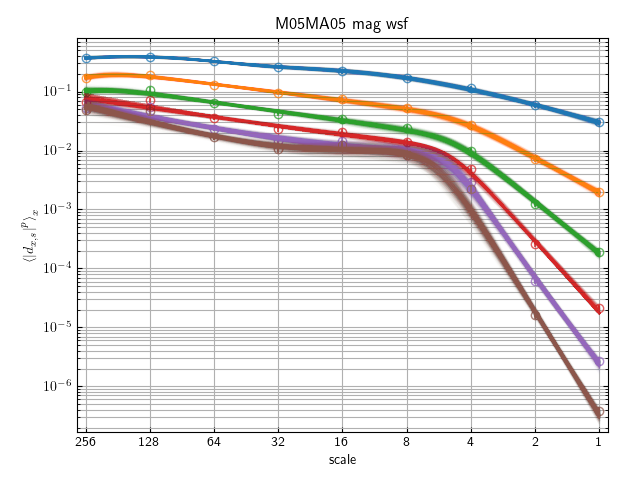 M05MA05 mag wsf
⟨|d_{x,s}|^p⟩_x
10^{-1}
10^{-2}
10^{-3}
10^{-4}
10^{-5}
10^{-6}
256 128 64 32 16 8 4 2 1
scale